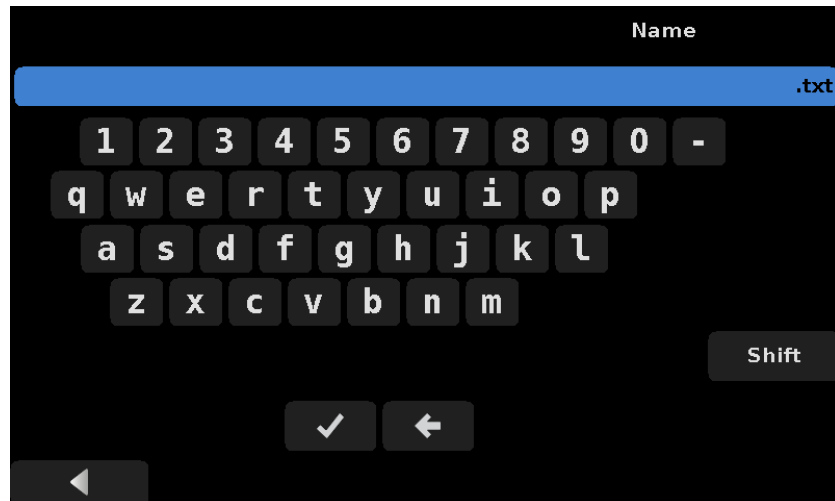 Name
.txt
1 2 3 4 5 6 7 8 9 0 -
q w e r t y u i o p
a s d f g h j k l
z x c v b n m
Shift